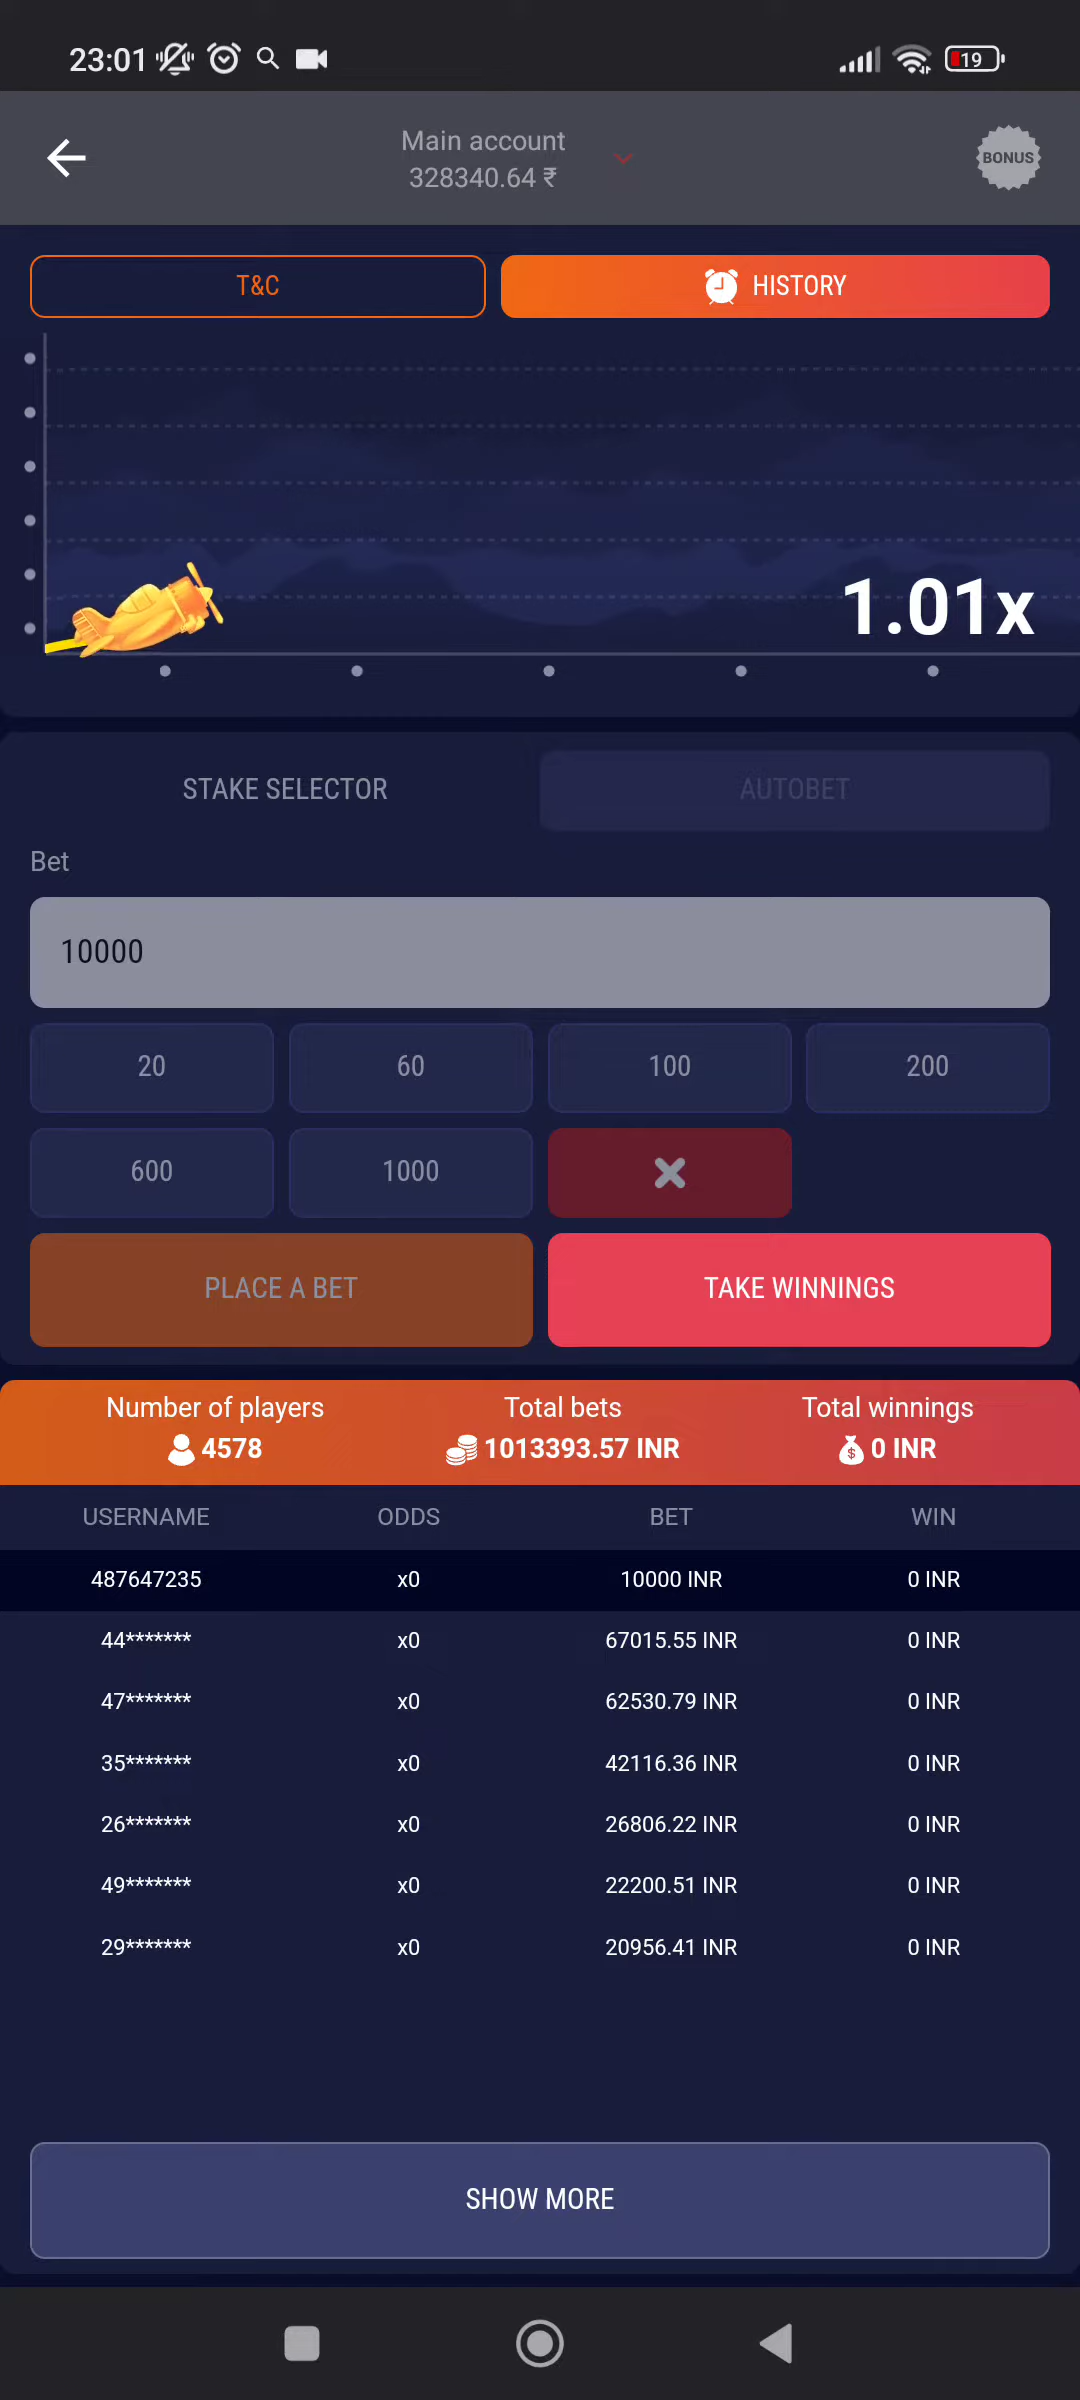 23:01
19
Main account
328340.64 ₹
BONUS
T&C
HISTORY
1.01x
STAKE SELECTOR
AUTOBET
Bet
10000
20 60 100 200
600 1000
PLACE A BET
TAKE WINNINGS
Number of players Total bets Total winnings
4578 1013393.57 INR 0 INR
USERNAME ODDS BET WIN
487647235 x0 10000 INR 0 INR
44******* x0 67015.55 INR 0 INR
47******* x0 62530.79 INR 0 INR
35******* x0 42116.36 INR 0 INR
26******* x0 26806.22 INR 0 INR
49******* x0 22200.51 INR 0 INR
29******* x0 20956.41 INR 0 INR
SHOW MORE